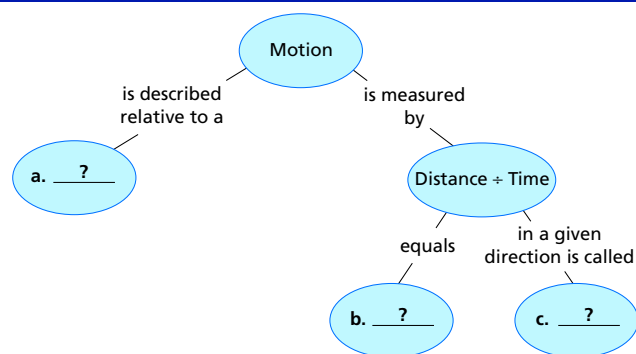 Motion
is described
relative to a
is measured
by
a. ?
Distance ÷ Time
equals
in a given
direction is called
b. ?
c. ?